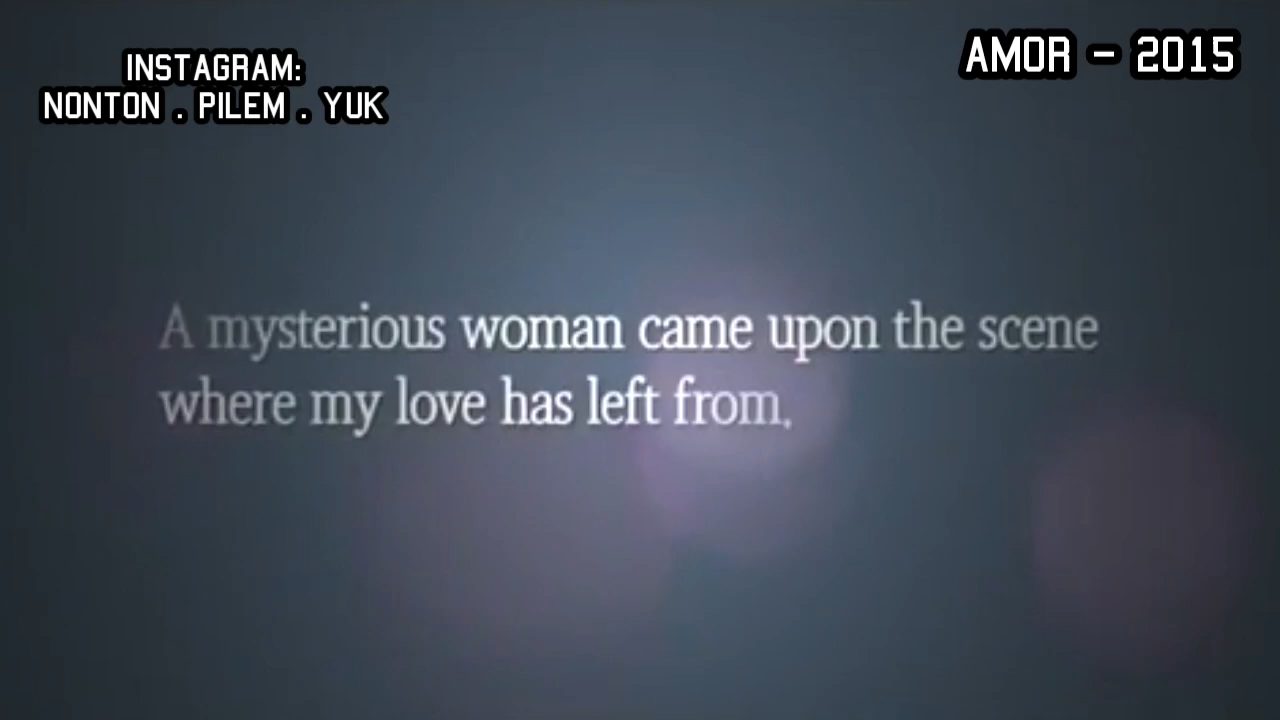 INSTAGRAM:
NONTON . PILEM . YUK
AMOR - 2015
A mysterious woman came upon the scene
where my love has left from.